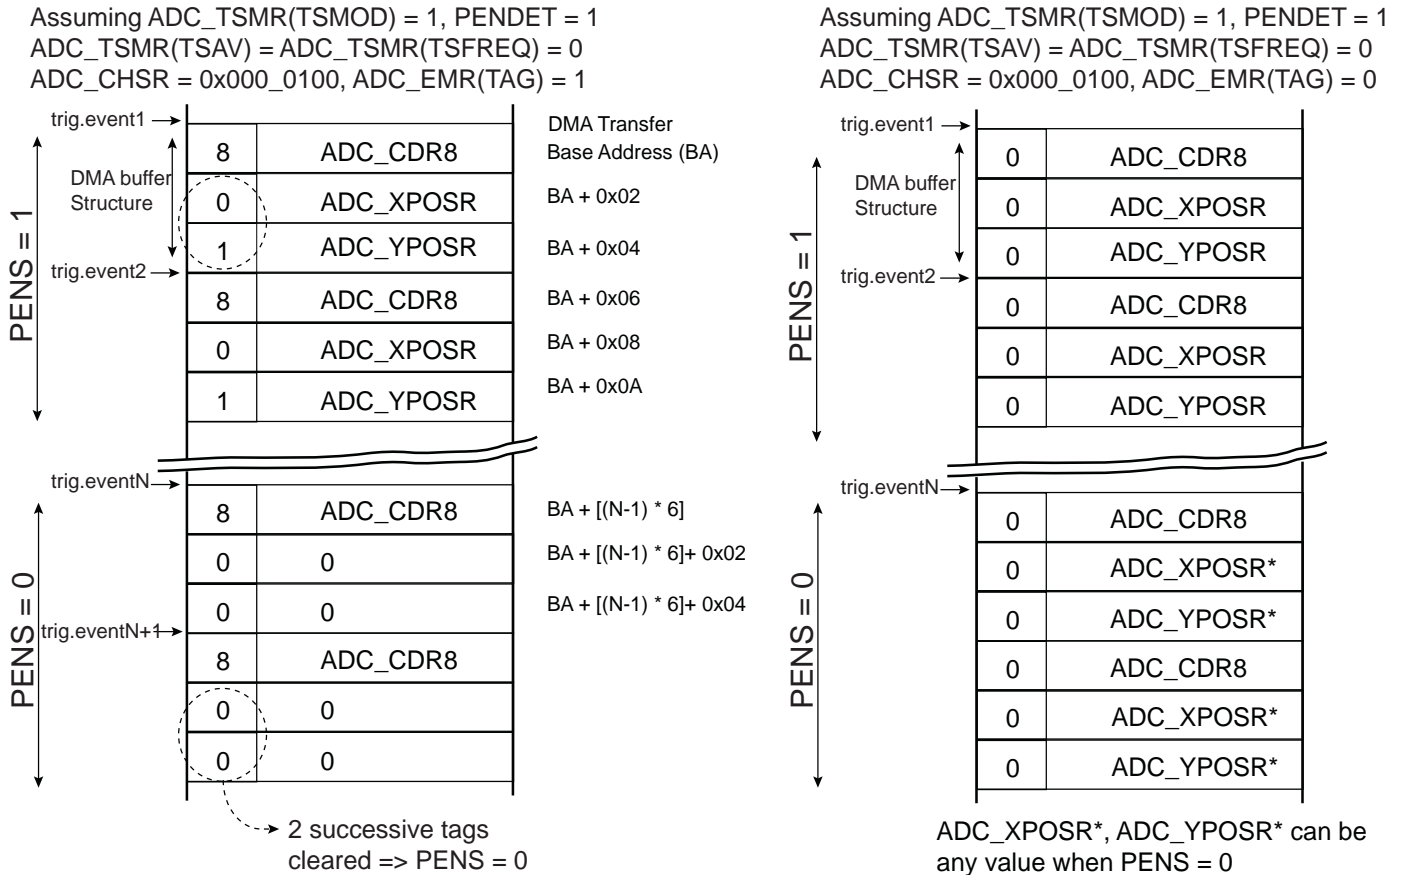 Assuming ADC_TSMR(TSMOD) = 1, PENDET = 1
ADC_TSMR(TSAV) = ADC_TSMR(TSFREQ) = 0
ADC_CHSR = 0x000_0100, ADC_EMR(TAG) = 1
trig.event1
DMA Transfer
8 ADC_CDR8 Base Address (BA)
DMA buffer
Structure
0 ADC_XPOSR BA + 0x02
1 ADC_YPOSR BA + 0x04
PENS = 1
trig.event2
8 ADC_CDR8 BA + 0x06
0 ADC_XPOSR BA + 0x08
1 ADC_YPOSR BA + 0x0A
trig.eventN
8 ADC_CDR8 BA + [(N-1) * 6]
0 0 BA + [(N-1) * 6]+ 0x02
0 0 BA + [(N-1) * 6]+ 0x04
PENS = 0
trig.eventN+1
8 ADC_CDR8
0 0
0 0
2 successive tags
cleared => PENS = 0
Assuming ADC_TSMR(TSMOD) = 1, PENDET = 1
ADC_TSMR(TSAV) = ADC_TSMR(TSFREQ) = 0
ADC_CHSR = 0x000_0100, ADC_EMR(TAG) = 0
trig.event1
0 ADC_CDR8
DMA buffer
Structure
0 ADC_XPOSR
0 ADC_YPOSR
PENS = 1
trig.event2
0 ADC_CDR8
0 ADC_XPOSR
0 ADC_YPOSR
trig.eventN
0 ADC_CDR8
0 ADC_XPOSR*
0 ADC_YPOSR*
PENS = 0
0 ADC_CDR8
0 ADC_XPOSR*
0 ADC_YPOSR*
ADC_XPOSR*, ADC_YPOSR* can be
any value when PENS = 0